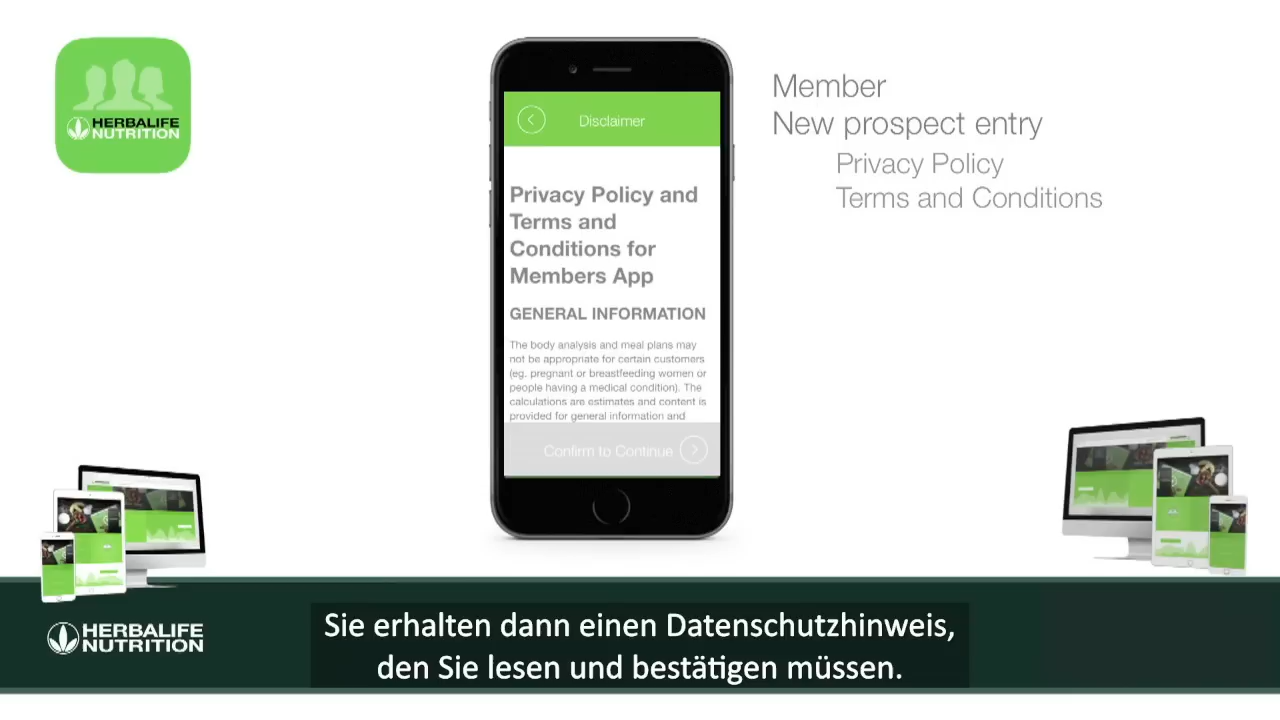 HERBALIFE
NUTRITION
Disclaimer
Privacy Policy and
Terms and
Conditions for
Members App
GENERAL INFORMATION
The body analysis and meal plans may
not be appropriate for certain customers
(eg. pregnant or breastfeeding women or
people having a medical condition). The
calculations are estimates and content is
provided for general information and
Confirm to Continue
Member
New prospect entry
Privacy Policy
Terms and Conditions
HERBALIFE
NUTRITION
Sie erhalten dann einen Datenschutzhinweis,
den Sie lesen und bestätigen müssen.